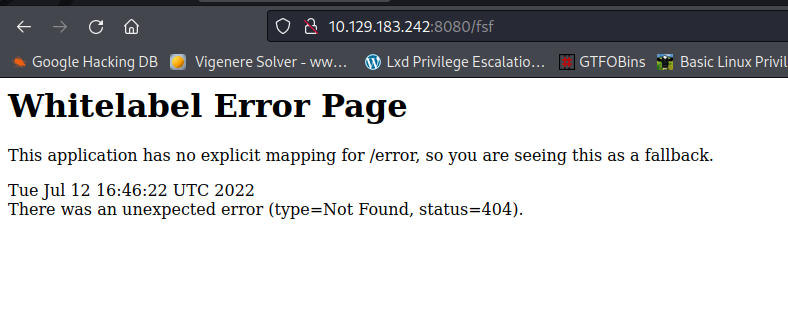 10.129.183.242:8080/fsf
Google Hacking DB Vigenere Solver - ww... Lxd Privilege Escalatio... GTFOBins Basic Linux Privil
Whitelabel Error Page
This application has no explicit mapping for /error, so you are seeing this as a fallback.
Tue Jul 12 16:46:22 UTC 2022
There was an unexpected error (type=Not Found, status=404).